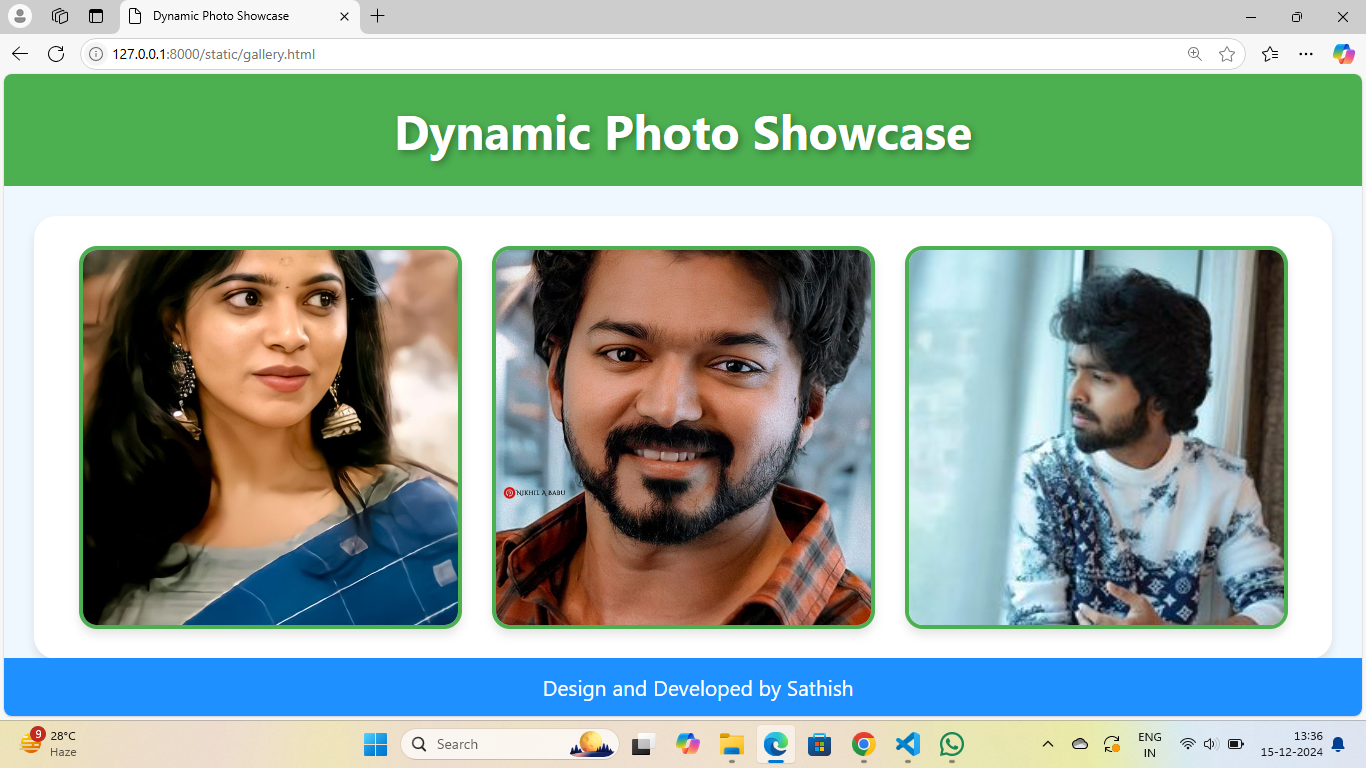 Dynamic Photo Showcase
127.0.0.1:8000/static/gallery.html
Dynamic Photo Showcase
NIKHIL A BABU
Design and Developed by Sathish
9
28°C
Haze
Search
ENG
IN
13:36
15-12-2024